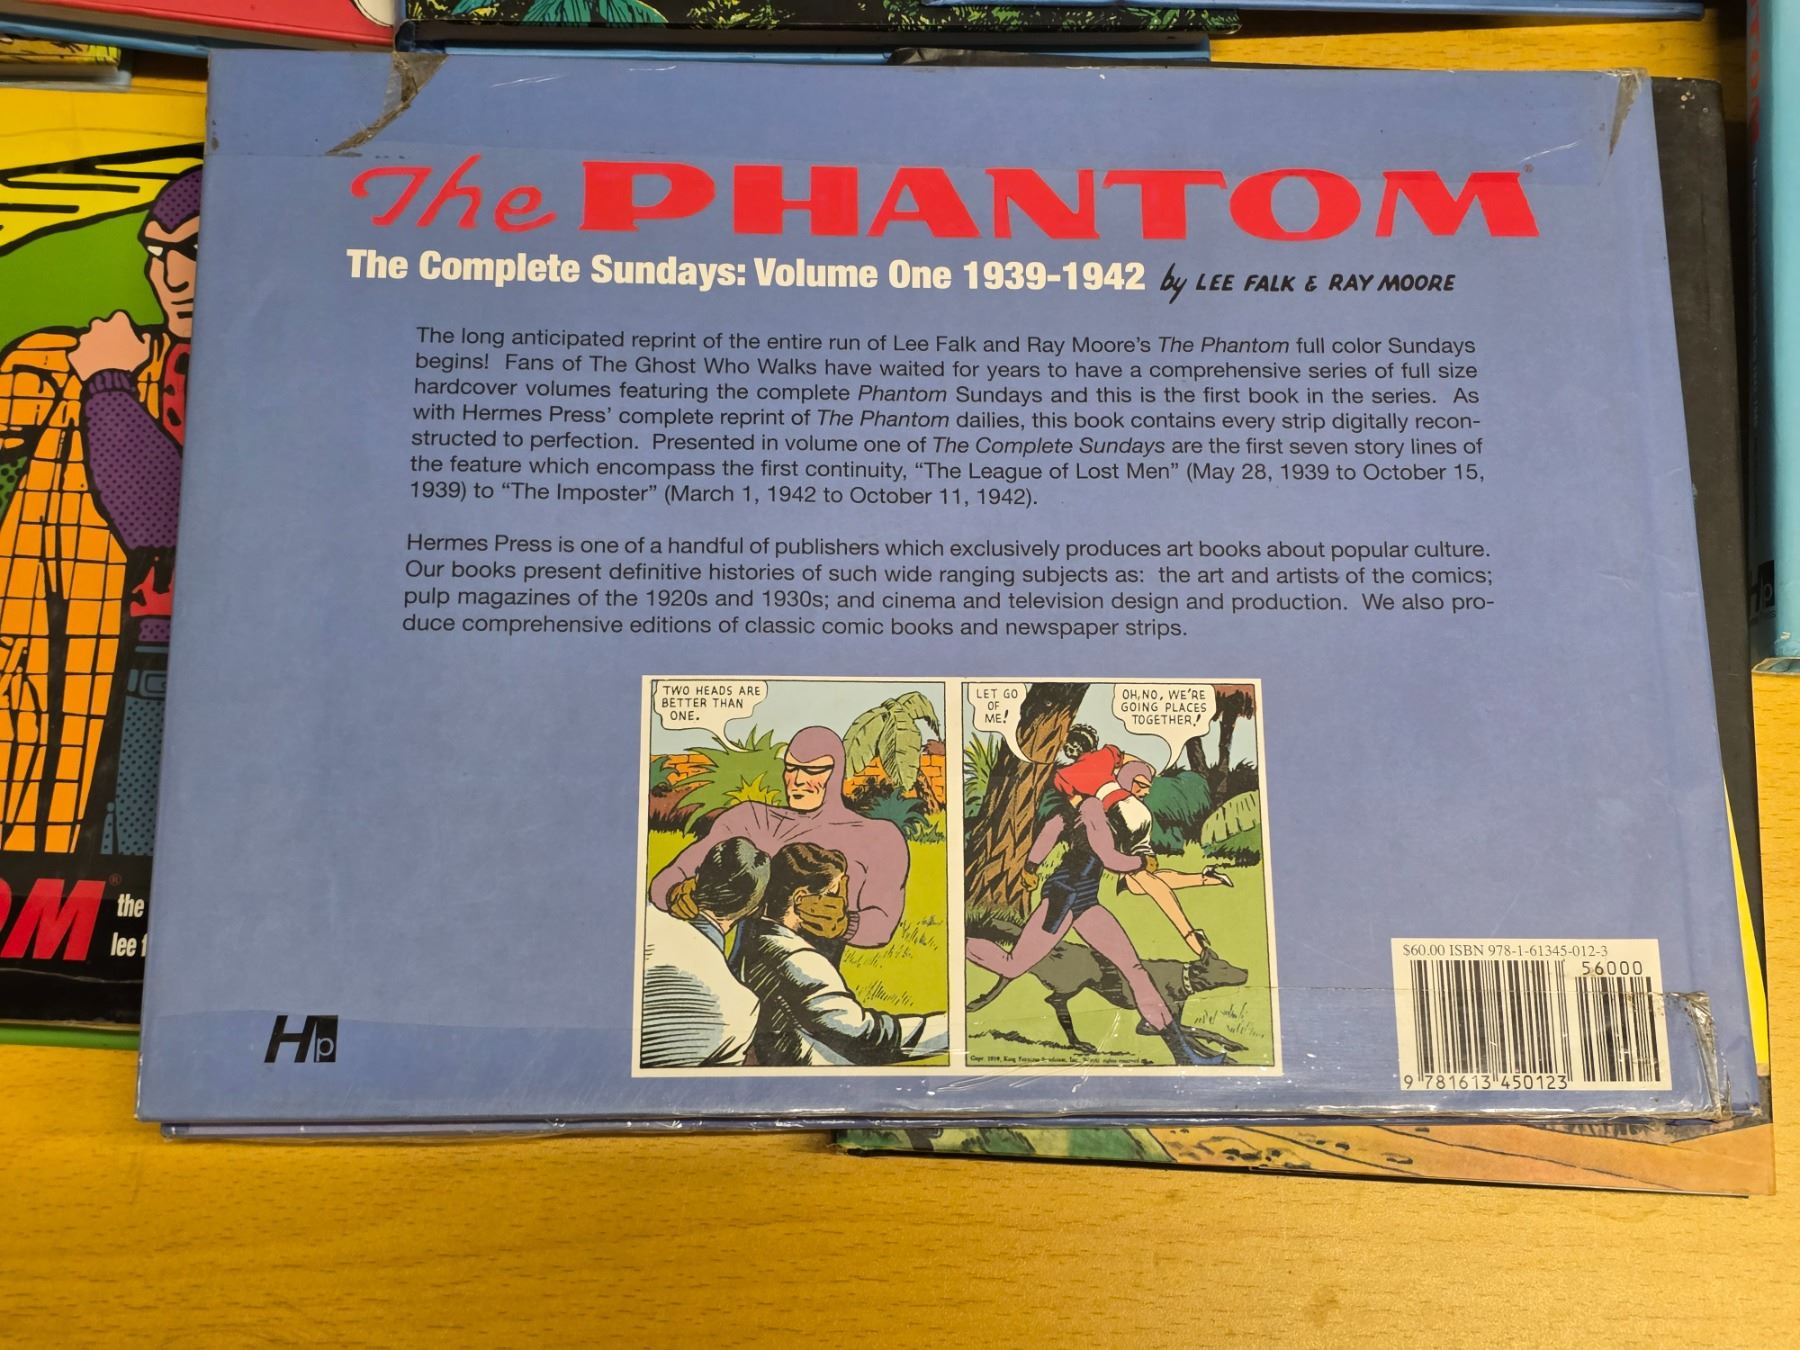 The PHANTOM
The Complete Sundays: Volume One 1939-1942 by LEE FALK & RAY MOORE
The long anticipated reprint of the entire run of Lee Falk and Ray Moore's The Phantom full color Sundays
begins! Fans of The Ghost Who Walks have waited for years to have a comprehensive series of full size
hardcover volumes featuring the complete Phantom Sundays and this is the first book in the series. As
with Hermes Press' complete reprint of The Phantom dailies, this book contains every strip digitally recon-
structed to perfection. Presented in volume one of The Complete Sundays are the first seven story lines of
the feature which encompass the first continuity, "The League of Lost Men" (May 28, 1939 to October 15,
1939) to "The Imposter" (March 1, 1942 to October 11, 1942).
Hermes Press is one of a handful of publishers which exclusively produces art books about popular culture.
Our books present definitive histories of such wide ranging subjects as: the art and artists of the comics;
pulp magazines of the 1920s and 1930s; and cinema and television design and production. We also pro-
duce comprehensive editions of classic comic books and newspaper strips.
TWO HEADS ARE
BETTER THAN
ONE.
LET GO
OF
ME!
OH, NO, WE'RE
GOING PLACES
TOGETHER!
$60.00 ISBN 978-1-61345-012-3
56000
9 781613 450123
Hp
OM®
the
lee f